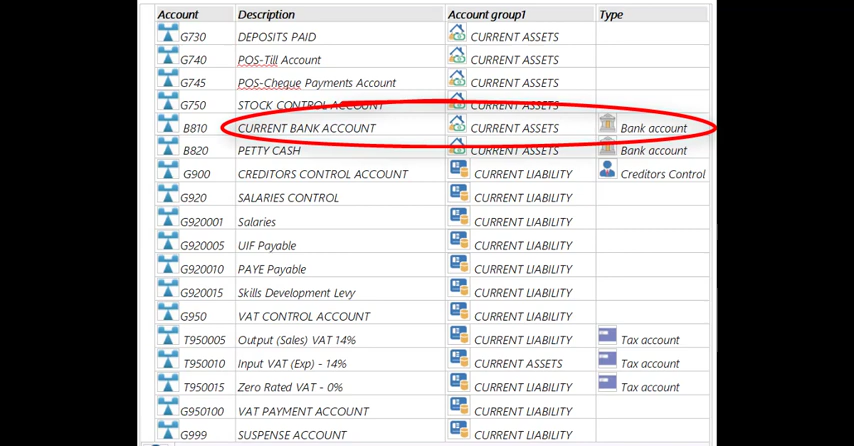 Account Description Account group1 Type
G730 DEPOSITS PAID CURRENT ASSETS
G740 POS-Till Account CURRENT ASSETS
G745 POS-Cheque Payments Account CURRENT ASSETS
G750 STOCK CONTROL ACCOUNT CURRENT ASSETS
B810 CURRENT BANK ACCOUNT CURRENT ASSETS Bank account
B820 PETTY CASH CURRENT ASSETS Bank account
G900 CREDITORS CONTROL ACCOUNT CURRENT LIABILITY Creditors Control
G920 SALARIES CONTROL CURRENT LIABILITY
G920001 Salaries CURRENT LIABILITY
G920005 UIF Payable CURRENT LIABILITY
G920010 PAYE Payable CURRENT LIABILITY
G920015 Skills Development Levy CURRENT LIABILITY
G950 VAT CONTROL ACCOUNT CURRENT LIABILITY
T950005 Output (Sales) VAT 14% CURRENT LIABILITY Tax account
T950010 Input VAT (Exp) - 14% CURRENT ASSETS Tax account
T950015 Zero Rated VAT - 0% CURRENT LIABILITY Tax account
G950100 VAT PAYMENT ACCOUNT CURRENT LIABILITY
G999 SUSPENSE ACCOUNT CURRENT LIABILITY